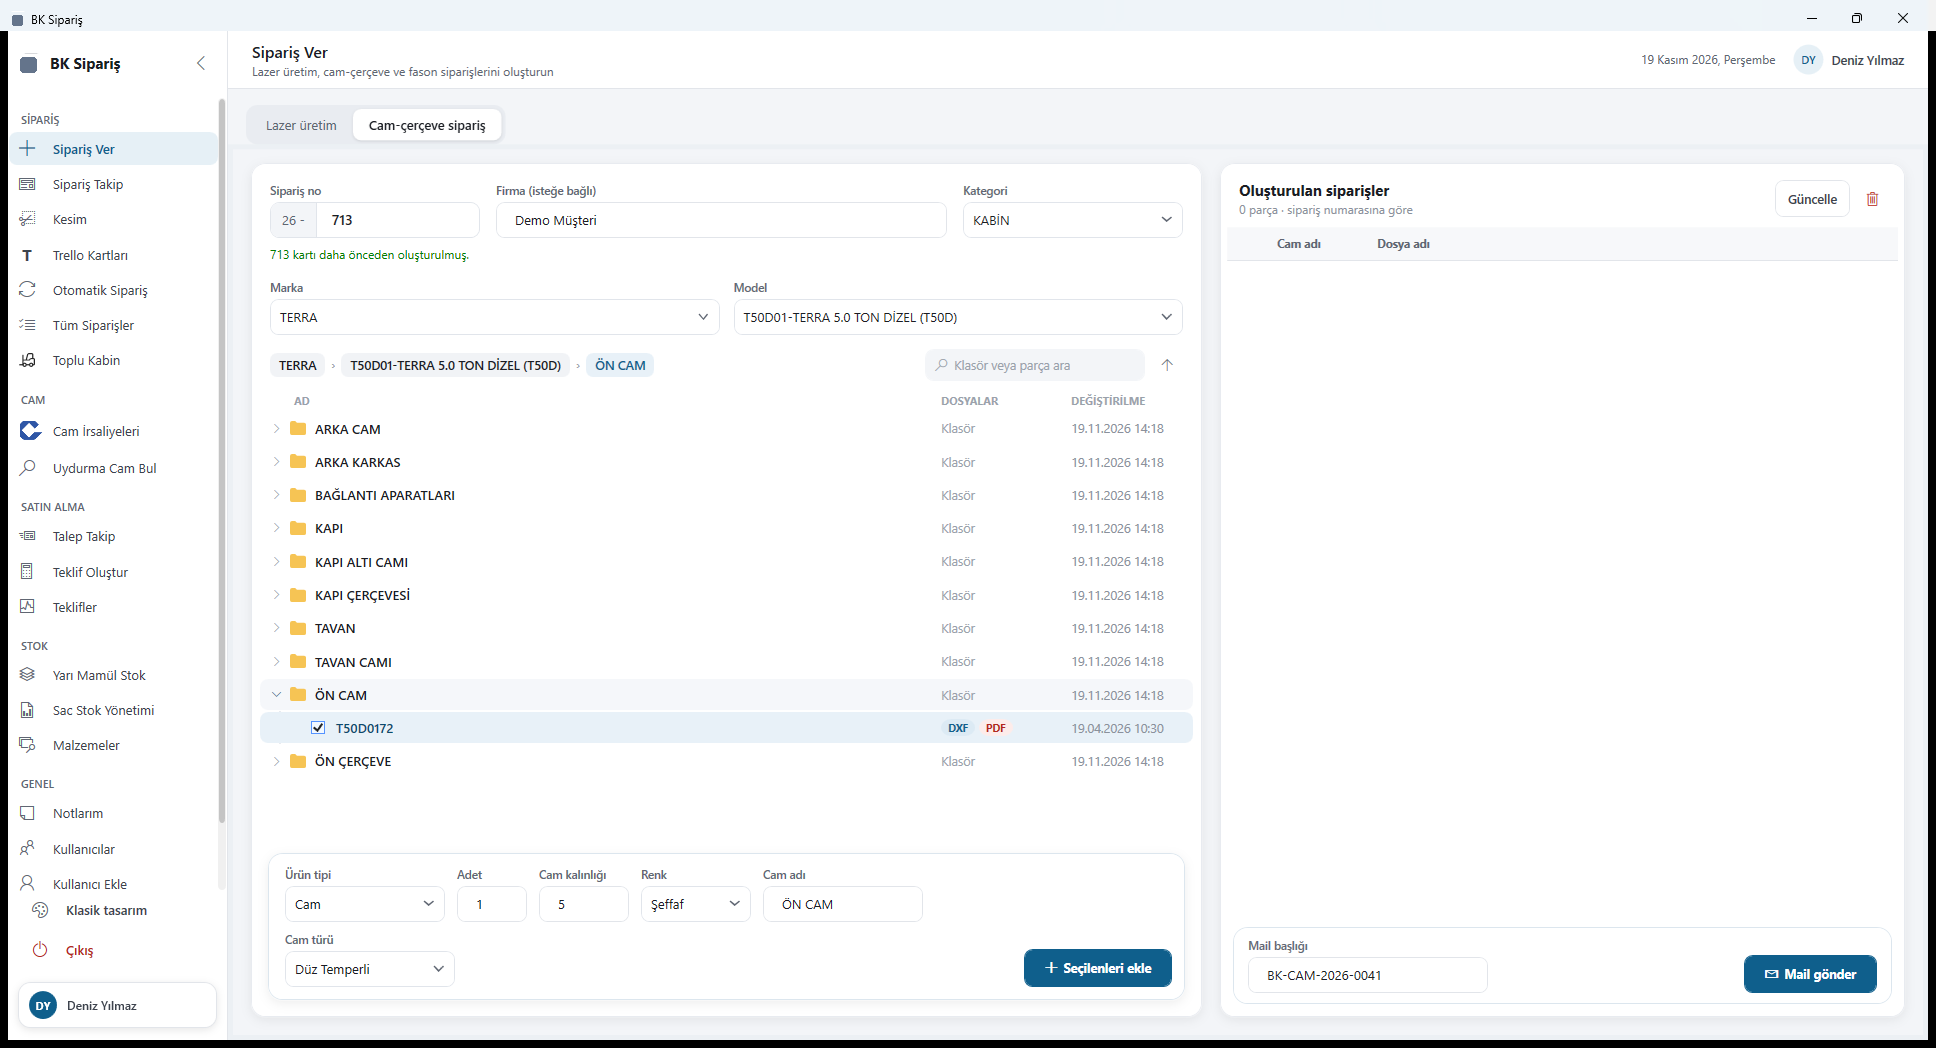 BK Sipariş
BK Sipariş
SİPARİŞ
Sipariş Ver
Sipariş Takip
Kesim
Trello Kartları
Otomatik Sipariş
Tüm Siparişler
Toplu Kabin
CAM
Cam İrsaliyeleri
Uydurma Cam Bul
SATIN ALMA
Talep Takip
Teklif Oluştur
Teklifler
STOK
Yarı Mamül Stok
Sac Stok Yönetimi
Malzemeler
GENEL
Notlarım
Kullanıcılar
Kullanıcı Ekle
Klasik tasarım
Çıkış
DY Deniz Yılmaz
Sipariş Ver
Lazer üretim, cam-çerçeve ve fason siparişlerini oluşturun
19 Kasım 2026, Perşembe DY Deniz Yılmaz
Lazer üretim Cam-çerçeve sipariş
Sipariş no Firma (isteğe bağlı) Kategori
26 - 713 Demo Müşteri KABİN
713 kartı daha önceden oluşturulmuş.
Marka Model
TERRA T50D01-TERRA 5.0 TON DİZEL (T50D)
TERRA › T50D01-TERRA 5.0 TON DİZEL (T50D) › ÖN CAM Klasör veya parça ara
AD DOSYALAR DEĞİŞTİRİLME
ARKA CAM Klasör 19.11.2026 14:18
ARKA KARKAS Klasör 19.11.2026 14:18
BAĞLANTI APARATLARI Klasör 19.11.2026 14:18
KAPI Klasör 19.11.2026 14:18
KAPI ALTI CAMI Klasör 19.11.2026 14:18
KAPI ÇERÇEVESİ Klasör 19.11.2026 14:18
TAVAN Klasör 19.11.2026 14:18
TAVAN CAMI Klasör 19.11.2026 14:18
ÖN CAM Klasör 19.11.2026 14:18
T50D0172 DXF PDF 19.04.2026 10:30
ÖN ÇERÇEVE Klasör 19.11.2026 14:18
Ürün tipi Adet Cam kalınlığı Renk Cam adı
Cam 1 5 Şeffaf ÖN CAM
Cam türü
Düz Temperli
Seçilenleri ekle
Oluşturulan siparişler
0 parça · sipariş numarasına göre
Güncelle
Cam adı Dosya adı
Mail başlığı
BK-CAM-2026-0041
Mail gönder